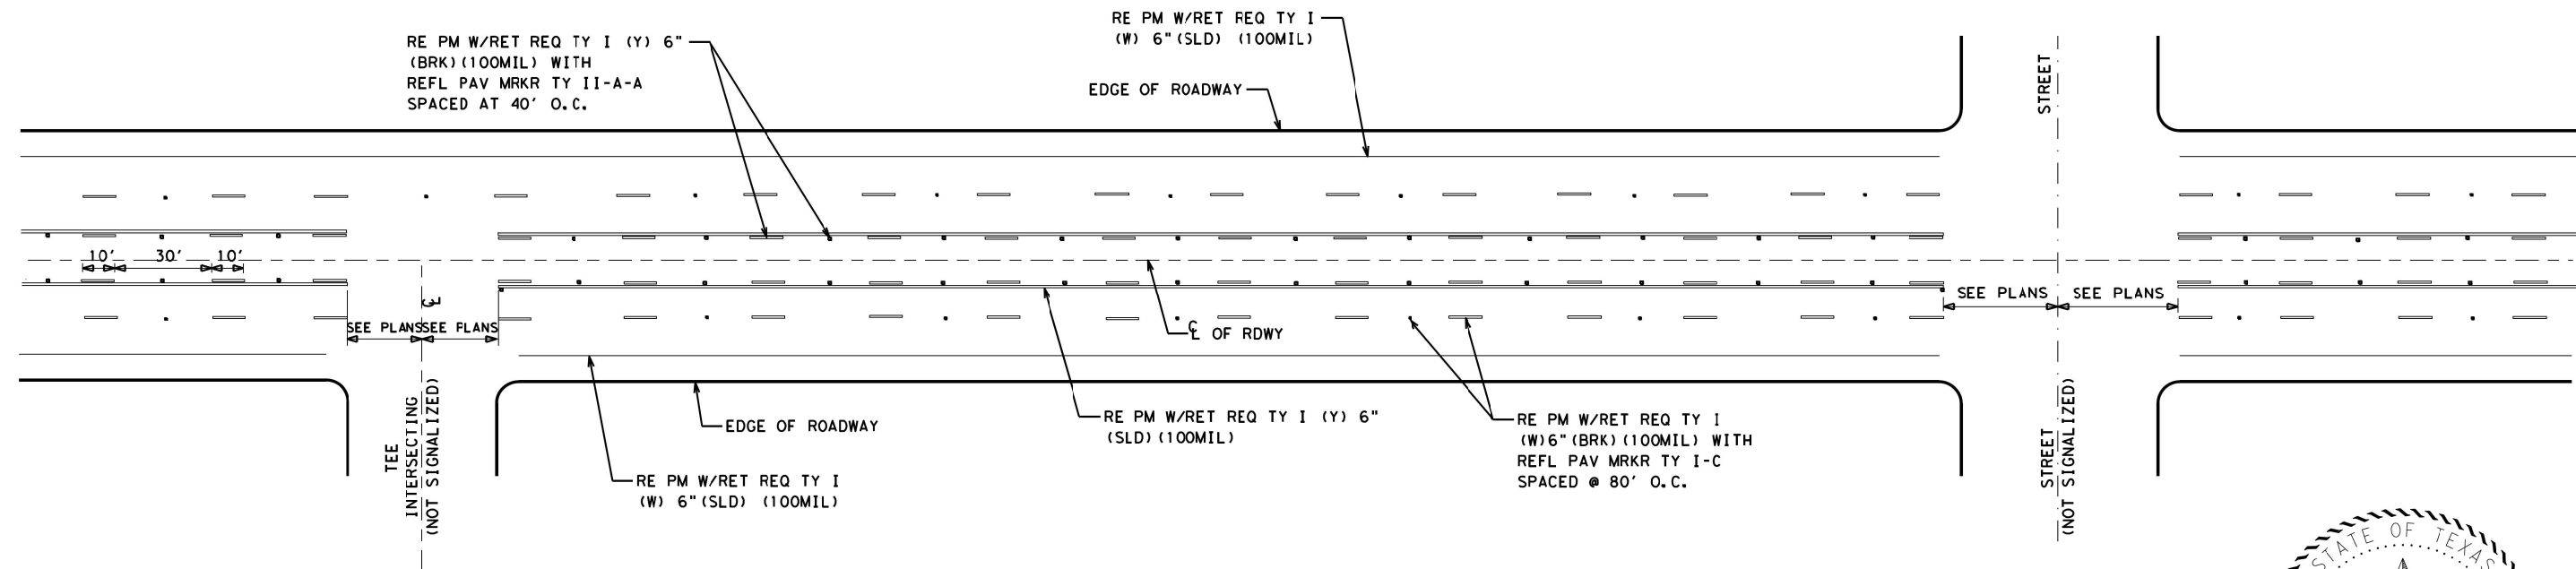 RE PM W/RET REQ TY I (Y) 6"
(BRK)(100MIL) WITH
REFL PAV MRKR TY II-A-A
SPACED AT 40' O.C.
RE PM W/RET REQ TY I
(W) 6"(SLD) (100MIL)
EDGE OF ROADWAY
STREET
10' 30' 10'
CL
SEE PLANS SEE PLANS
SEE PLANS SEE PLANS
CL OF RDWY
EDGE OF ROADWAY
RE PM W/RET REQ TY I (Y) 6"
(SLD)(100MIL)
RE PM W/RET REQ TY I
(W)6"(BRK)(100MIL) WITH
REFL PAV MRKR TY I-C
SPACED @ 80' O.C.
RE PM W/RET REQ TY I
(W) 6"(SLD) (100MIL)
TEE
INTERSECTING
(NOT SIGNALIZED)
STREET
(NOT SIGNALIZED)
STATE OF TEXAS